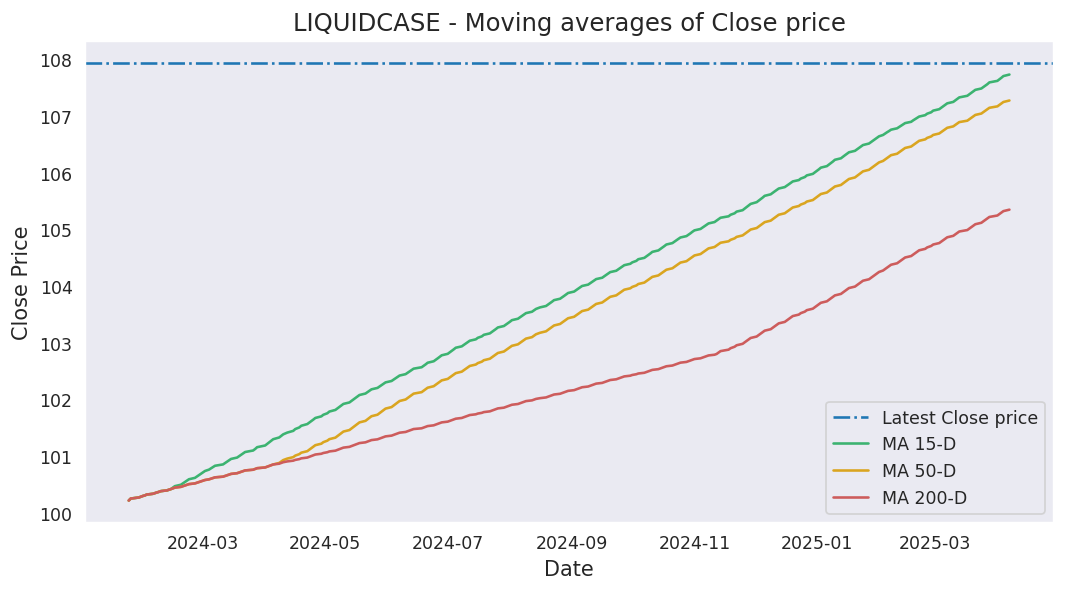 LIQUIDCASE - Moving averages of Close price
108
107
106
105
104
103
102
101
100
Close Price
Latest Close price
MA 15-D
MA 50-D
MA 200-D
2024-03 2024-05 2024-07 2024-09 2024-11 2025-01 2025-03
Date